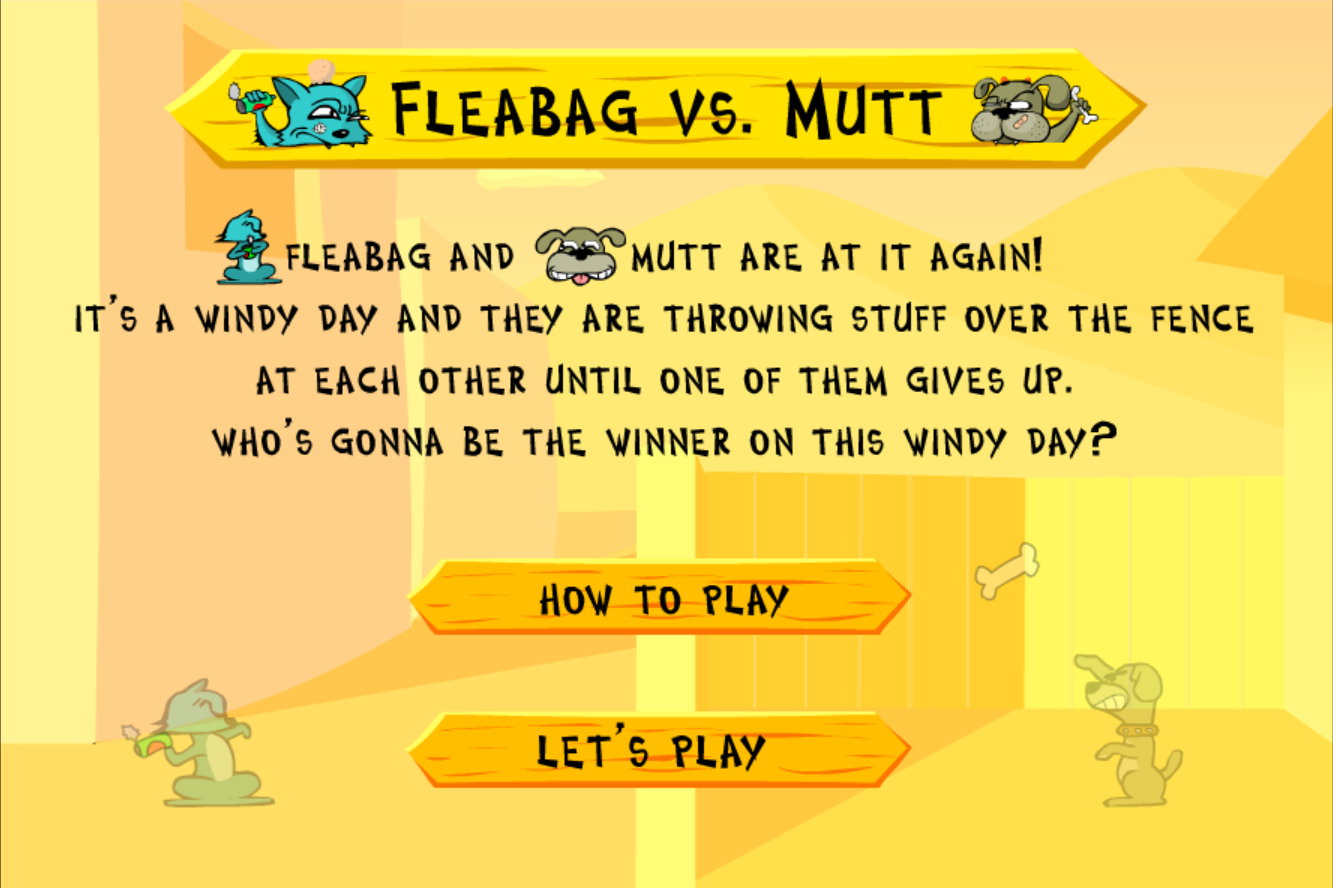 FLEABAG VS. MUTT
FLEABAG AND MUTT ARE AT IT AGAIN!
IT'S A WINDY DAY AND THEY ARE THROWING STUFF OVER THE FENCE
AT EACH OTHER UNTIL ONE OF THEM GIVES UP.
WHO'S GONNA BE THE WINNER ON THIS WINDY DAY?
HOW TO PLAY
LET'S PLAY